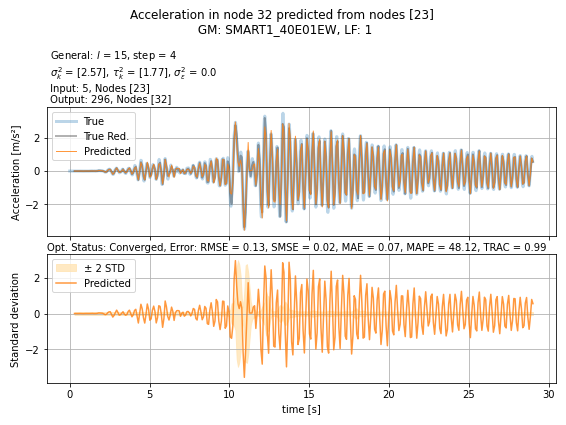 Acceleration in node 32 predicted from nodes [23]
GM: SMART1_40E01EW, LF: 1
General: l = 15, step = 4
σ²ₖ = [2.57], τ²ₖ = [1.77], σ²ε = 0.0
Input: 5, Nodes [23]
Output: 296, Nodes [32]
True
True Red.
Predicted
Acceleration [m/s²]
2
0
−2
Opt. Status: Converged, Error: RMSE = 0.13, SMSE = 0.02, MAE = 0.07, MAPE = 48.12, TRAC = 0.99
± 2 STD
Predicted
Standard deviation
2
0
−2
0 5 10 15 20 25 30
time [s]